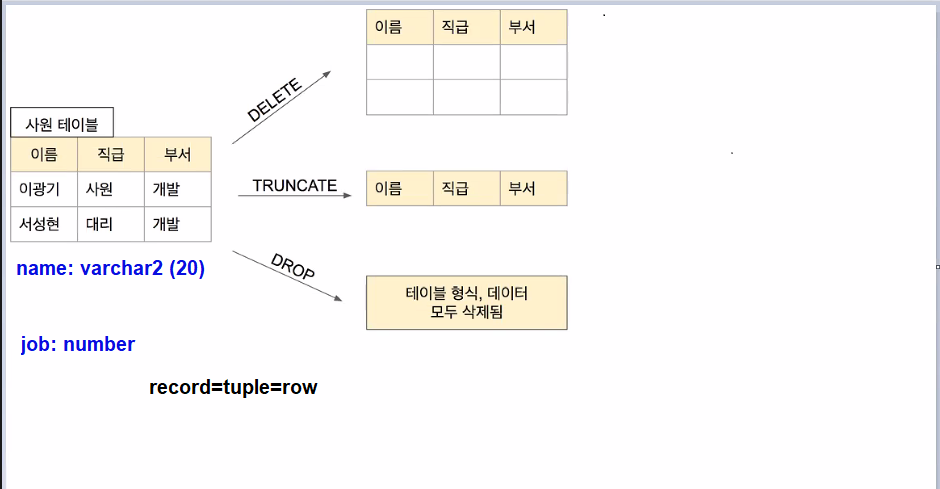 사원 테이블
이름 직급 부서
이광기 사원 개발
서성현 대리 개발
name: varchar2 (20)
job: number
record=tuple=row
DELETE
이름 직급 부서
TRUNCATE
이름 직급 부서
DROP
테이블 형식, 데이터
모두 삭제됨